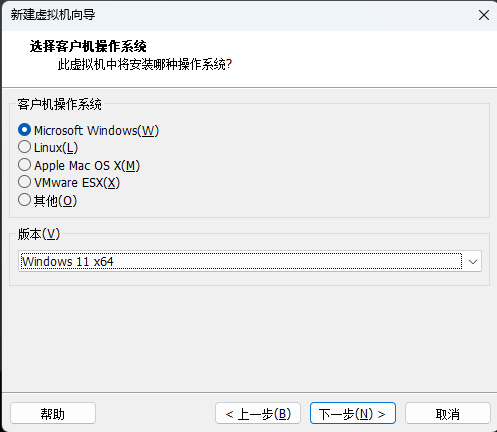 新建虚拟机向导
选择客户机操作系统
此虚拟机中将安装哪种操作系统?
客户机操作系统
Microsoft Windows(W)
Linux(L)
Apple Mac OS X(M)
VMware ESX(X)
其他(O)
版本(V)
Windows 11 x64
帮助
< 上一步(B)
下一步(N) >
取消